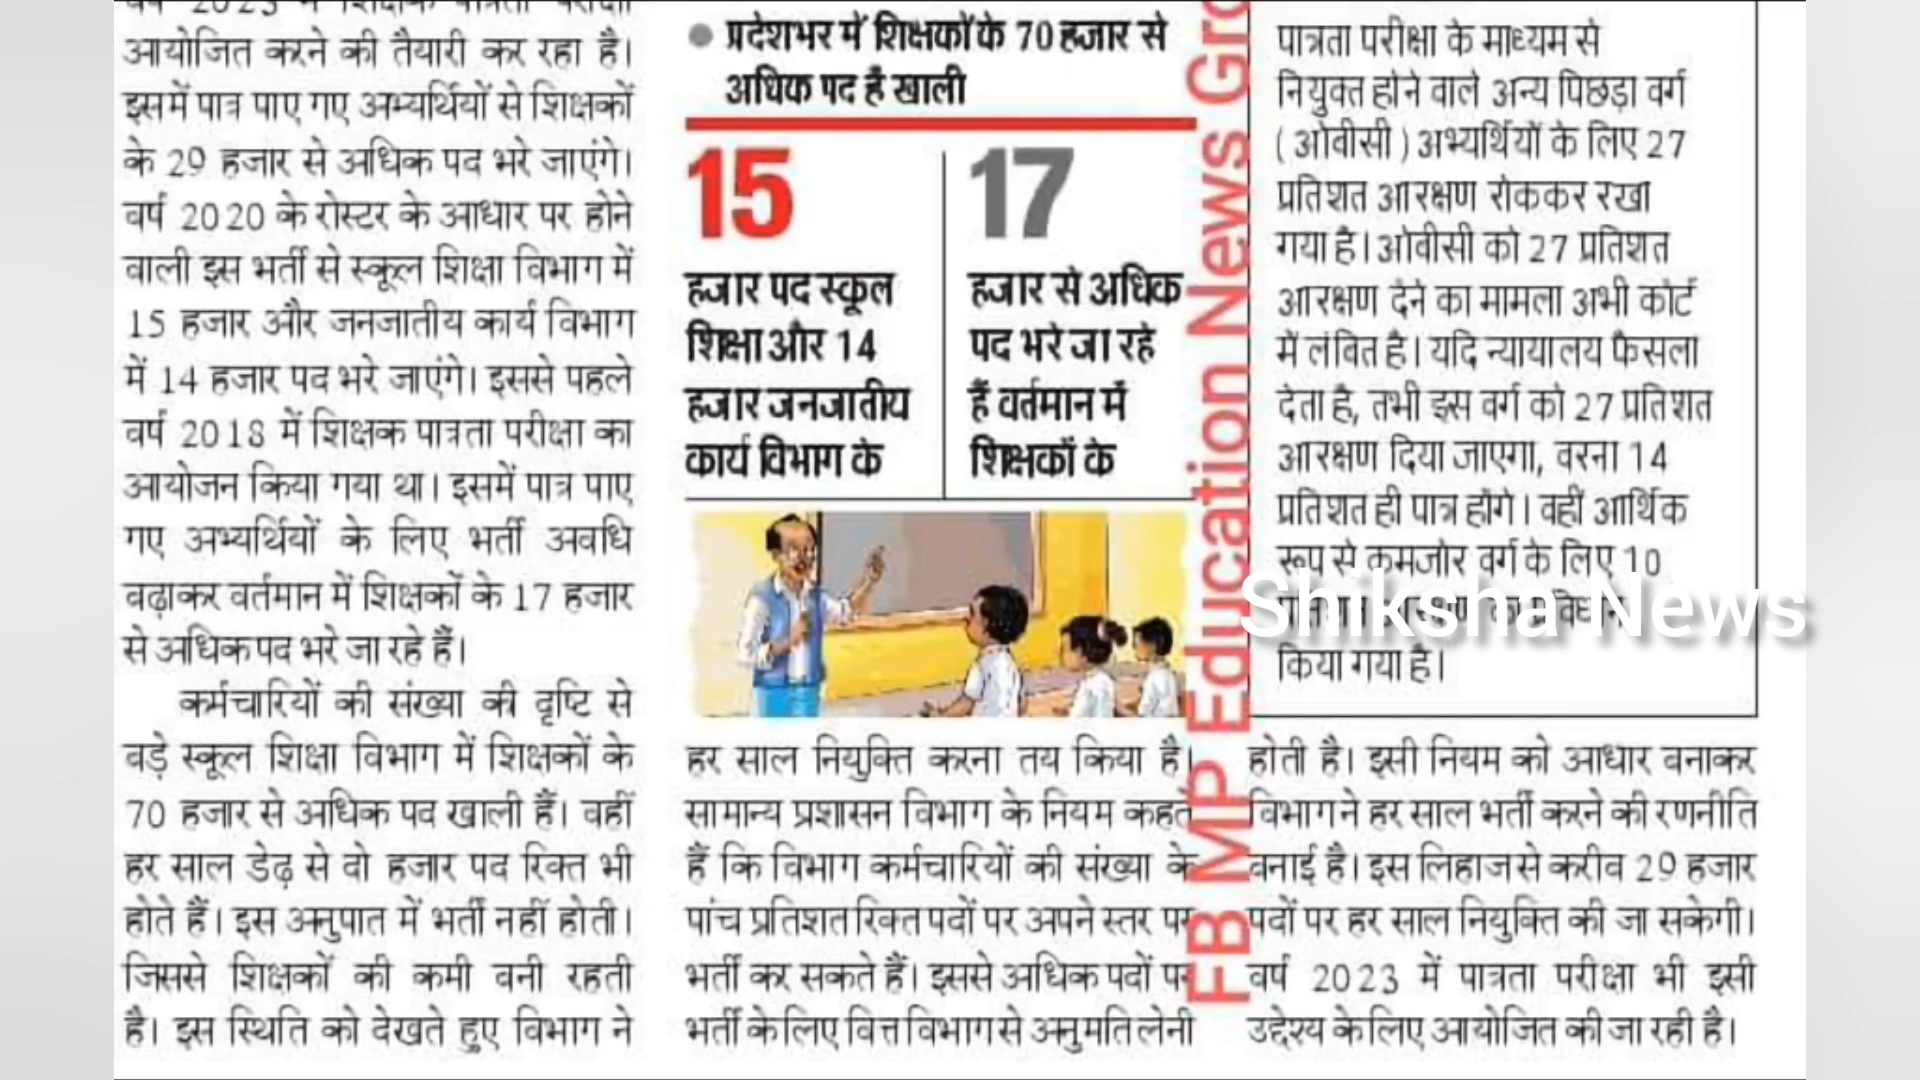 आयोजित करने की तैयारी कर रहा है।
इसमें पात्र पाए गए अभ्यर्थियों से शिक्षकों
के 29 हजार से अधिक पद भरे जाएंगे।
वर्ष 2020 के रोस्टर के आधार पर होने
वाली इस भर्ती से स्कूल शिक्षा विभाग में
15 हजार और जनजातीय कार्य विभाग
में 14 हजार पद भरे जाएंगे। इससे पहले
वर्ष 2018 में शिक्षक पात्रता परीक्षा का
आयोजन किया गया था। इसमें पात्र पाए
गए अभ्यर्थियों के लिए भर्ती अवधि
बढ़ाकर वर्तमान में शिक्षकों के 17 हजार
से अधिक पद भरे जा रहे हैं।
कर्मचारियों की संख्या की दृष्टि से
बड़े स्कूल शिक्षा विभाग में शिक्षकों के
70 हजार से अधिक पद खाली हैं। वहीं
हर साल डेढ़ से दो हजार पद रिक्त भी
होते हैं। इस अनुपात में भर्ती नहीं होती।
जिससे शिक्षकों की कमी बनी रहती
है। इस स्थिति को देखते हुए विभाग ने
प्रदेशभर में शिक्षकों के 70 हजार से
अधिक पद हैं खाली
15
हजार पद स्कूल
शिक्षा और 14
हजार जनजातीय
कार्य विभाग के
17
हजार से अधिक
पद भरे जा रहे
हैं वर्तमान में
शिक्षकों के
हर साल नियुक्ति करना तय किया है।
सामान्य प्रशासन विभाग के नियम कहते
हैं कि विभाग कर्मचारियों की संख्या के
पांच प्रतिशत रिक्त पदों पर अपने स्तर पर
भर्ती कर सकते हैं। इससे अधिक पदों पर
भर्ती के लिए वित्त विभाग से अनुमति लेनी
पात्रता परीक्षा के माध्यम से
नियुक्त होने वाले अन्य पिछड़ा वर्ग
(ओबीसी) अभ्यर्थियों के लिए 27
प्रतिशत आरक्षण रोककर रखा
गया है। ओबीसी को 27 प्रतिशत
आरक्षण देने का मामला अभी कोर्ट
में लंबित है। यदि न्यायालय फैसला
देता है, तभी इस वर्ग को 27 प्रतिशत
आरक्षण दिया जाएगा, वरना 14
प्रतिशत ही पात्र होंगे। वहीं आर्थिक
रूप से कमजोर वर्ग के लिए 10
किया गया है।
होती है। इसी नियम को आधार बनाकर
विभाग ने हर साल भर्ती करने की रणनीति
बनाई है। इस लिहाज से करीब 29 हजार
पदों पर हर साल नियुक्ति की जा सकेगी।
वर्ष 2023 में पात्रता परीक्षा भी इसी
उद्देश्य के लिए आयोजित की जा रही है।
FB MP Education News
Shiksha News